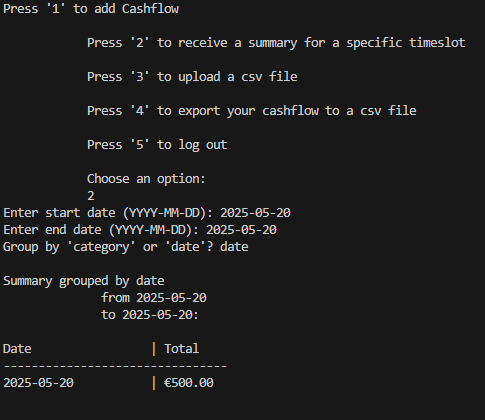 Press '1' to add Cashflow
Press '2' to receive a summary for a specific timeslot
Press '3' to upload a csv file
Press '4' to export your cashflow to a csv file
Press '5' to log out
Choose an option:
2
Enter start date (YYYY-MM-DD): 2025-05-20
Enter end date (YYYY-MM-DD): 2025-05-20
Group by 'category' or 'date'? date
Summary grouped by date
from 2025-05-20
to 2025-05-20:
Date | Total
--------------------------------
2025-05-20 | €500.00